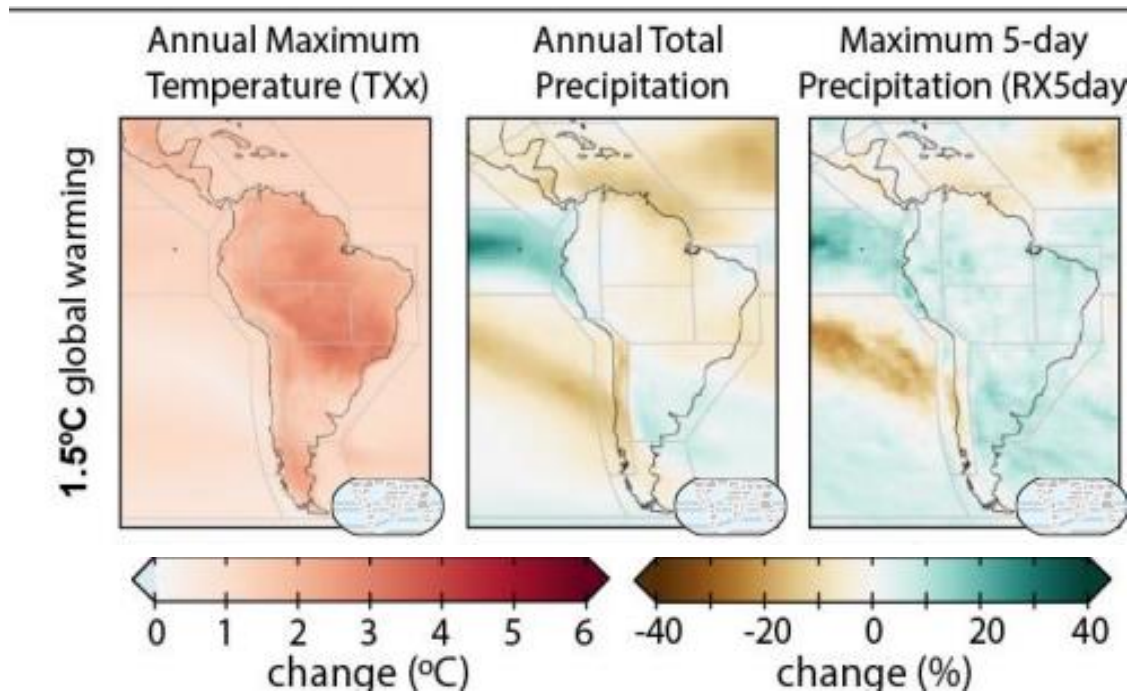 Annual Maximum
Temperature (TXx)
Annual Total
Precipitation
Maximum 5-day
Precipitation (RX5day
1.5ºC global warming
0 1 2 3 4 5 6
change (ºC)
-40 -20 0 20 40
change (%)